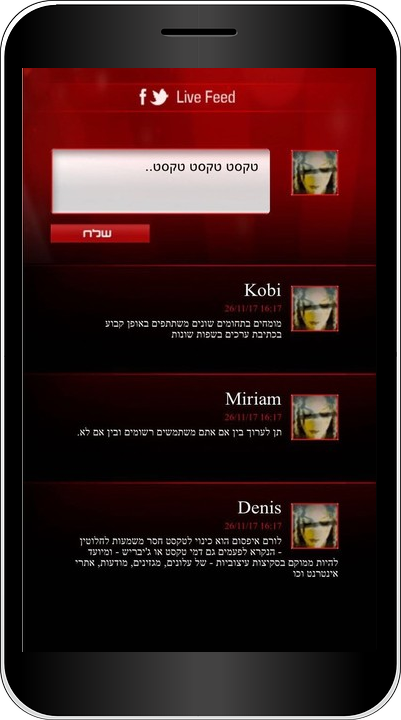 Live Feed
טקסט טקסט טקסט..
שלח
Kobi
26/11/17 16:17
מומחים בתחומים שונים משתתפים באופן קבוע
בכתיבת ערכים בשפות שונות
Miriam
26/11/17 16:17
תן לערוך בין אם אתם משתמשים רשומים ובין אם לא.
Denis
26/11/17 16:17
לורם איפסום הוא כינוי לטקסט חסר משמעות לחלוטין
- הנקרא לפעמים גם דמי טקסט או ג'יבריש - ומיועד
להיות ממוקם בסקיצות עיצוביות - של עלונים, מגזינים, מודעות, אתרי
אינטרנט וכו